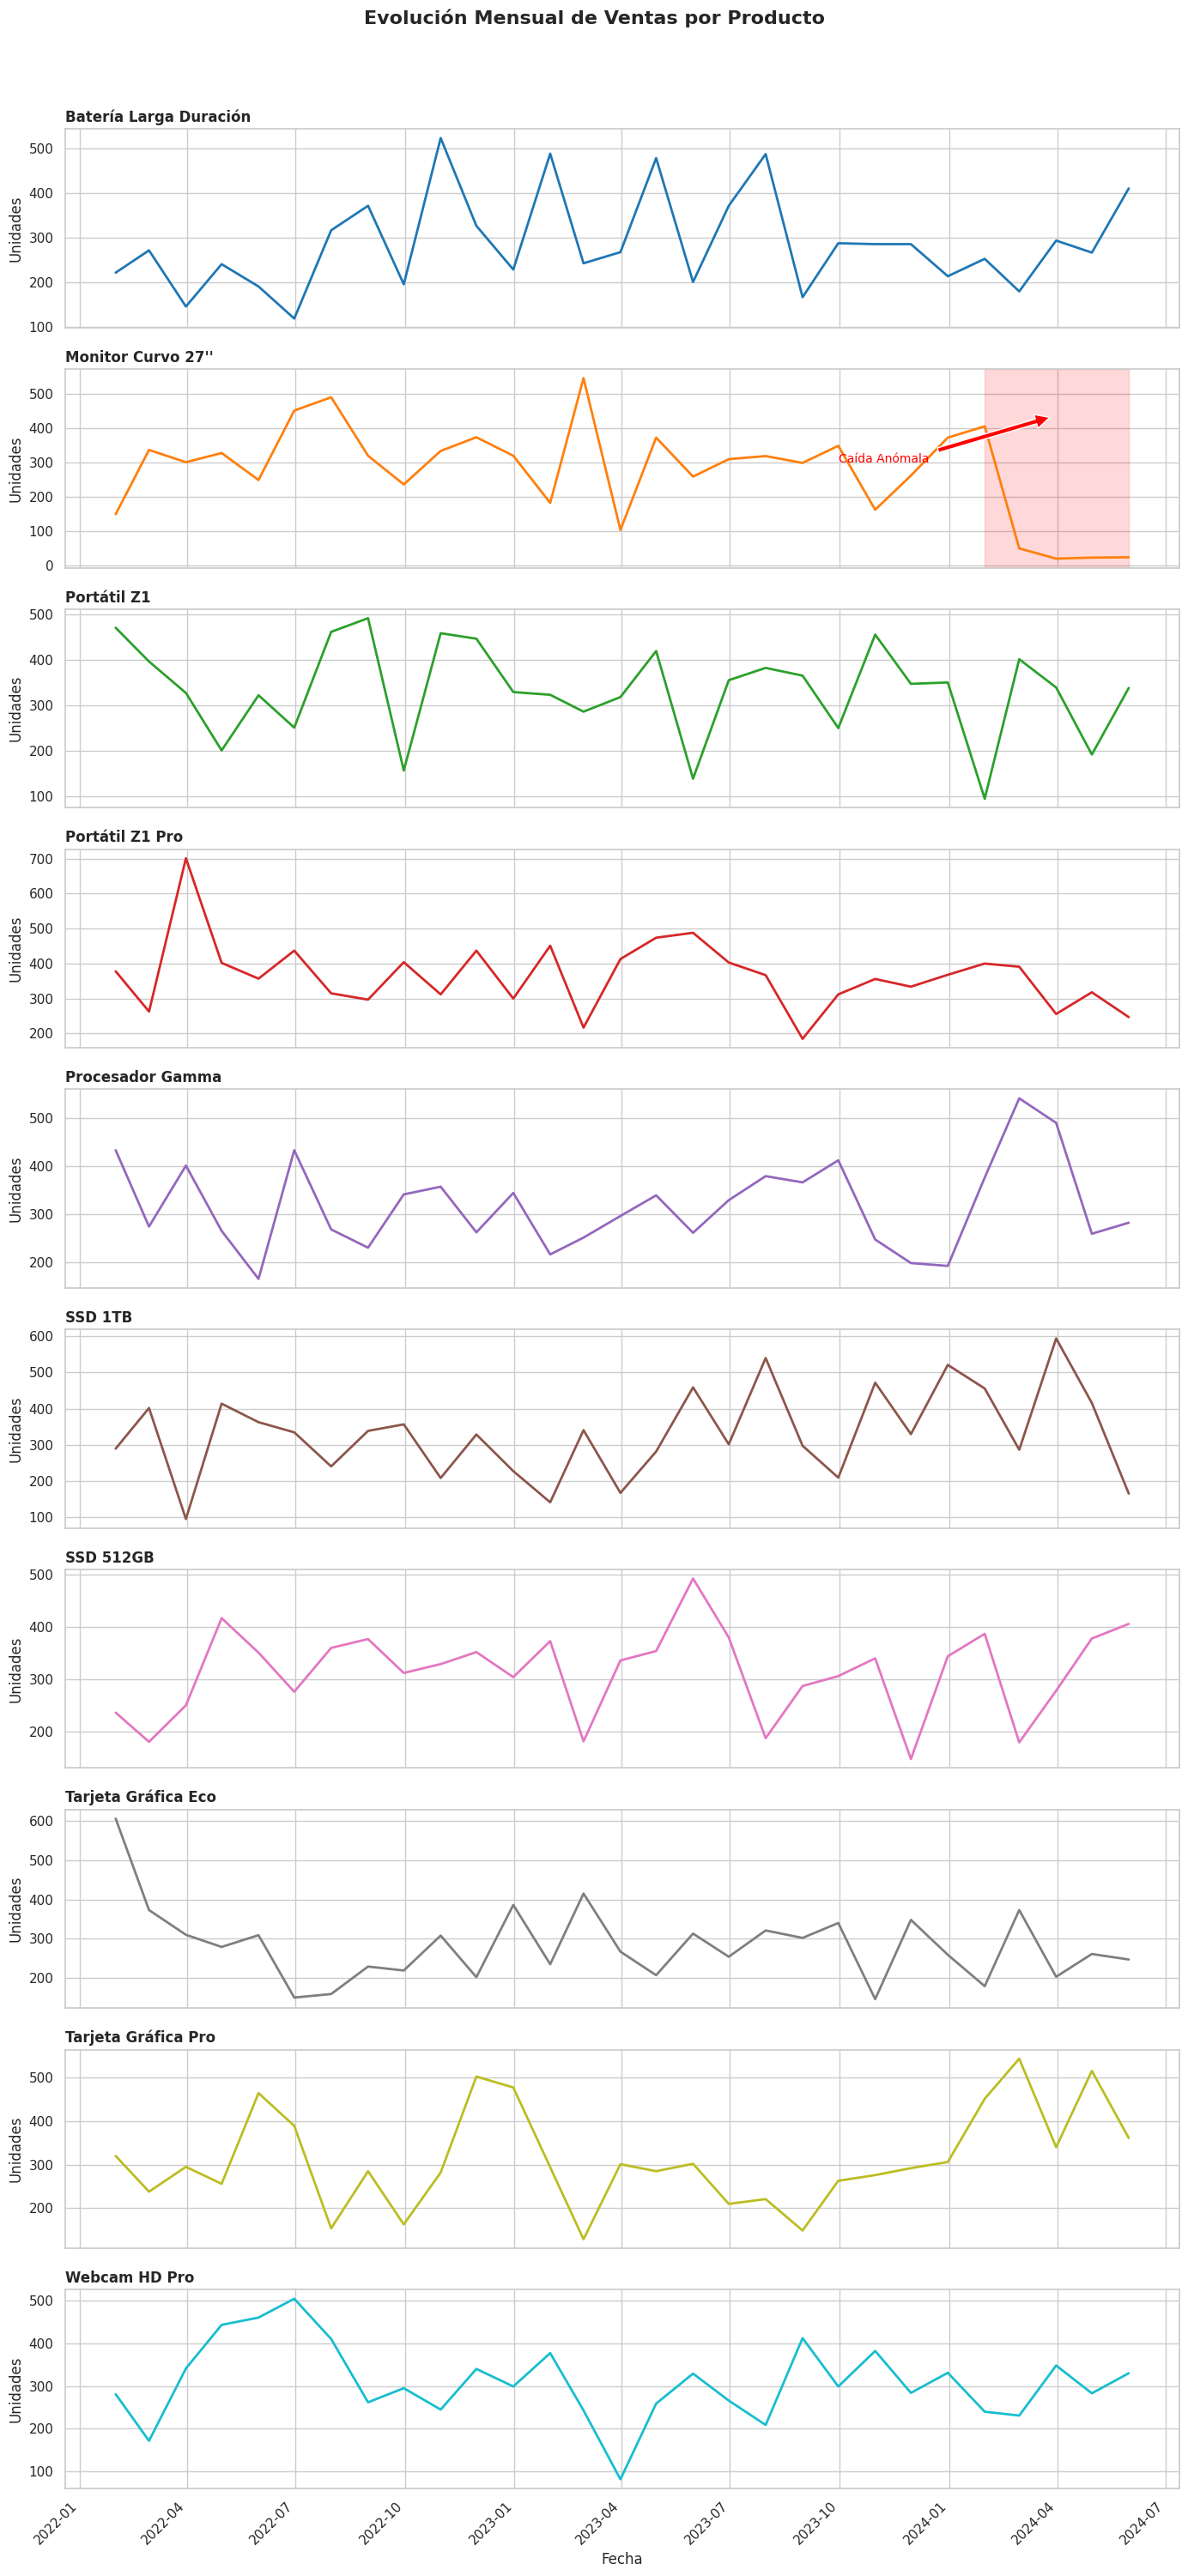 Evolución Mensual de Ventas por Producto
Batería Larga Duración
500
400
300
200
100
Unidades
Monitor Curvo 27''
500
400
300
200
100
0
Unidades
Caída Anómala
Portátil Z1
500
400
300
200
100
Unidades
Portátil Z1 Pro
700
600
500
400
300
200
Unidades
Procesador Gamma
500
400
300
200
Unidades
SSD 1TB
600
500
400
300
200
100
Unidades
SSD 512GB
500
400
300
200
Unidades
Tarjeta Gráfica Eco
600
500
400
300
200
Unidades
Tarjeta Gráfica Pro
500
400
300
200
Unidades
Webcam HD Pro
500
400
300
200
100
Unidades
2022-01
2022-04
2022-07
2022-10
2023-01
2023-04
2023-07
2023-10
2024-01
2024-04
2024-07
Fecha